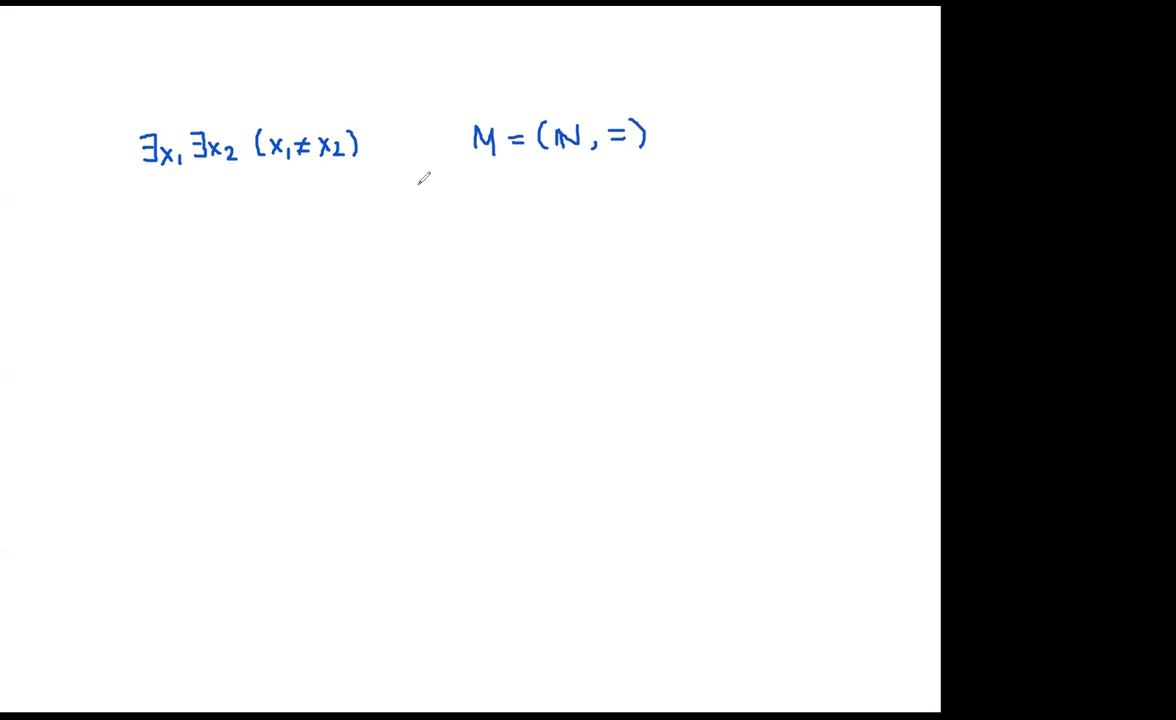 ∃x₁ ∃x₂ (x₁ ≠ x₂) M = (ℕ, =)